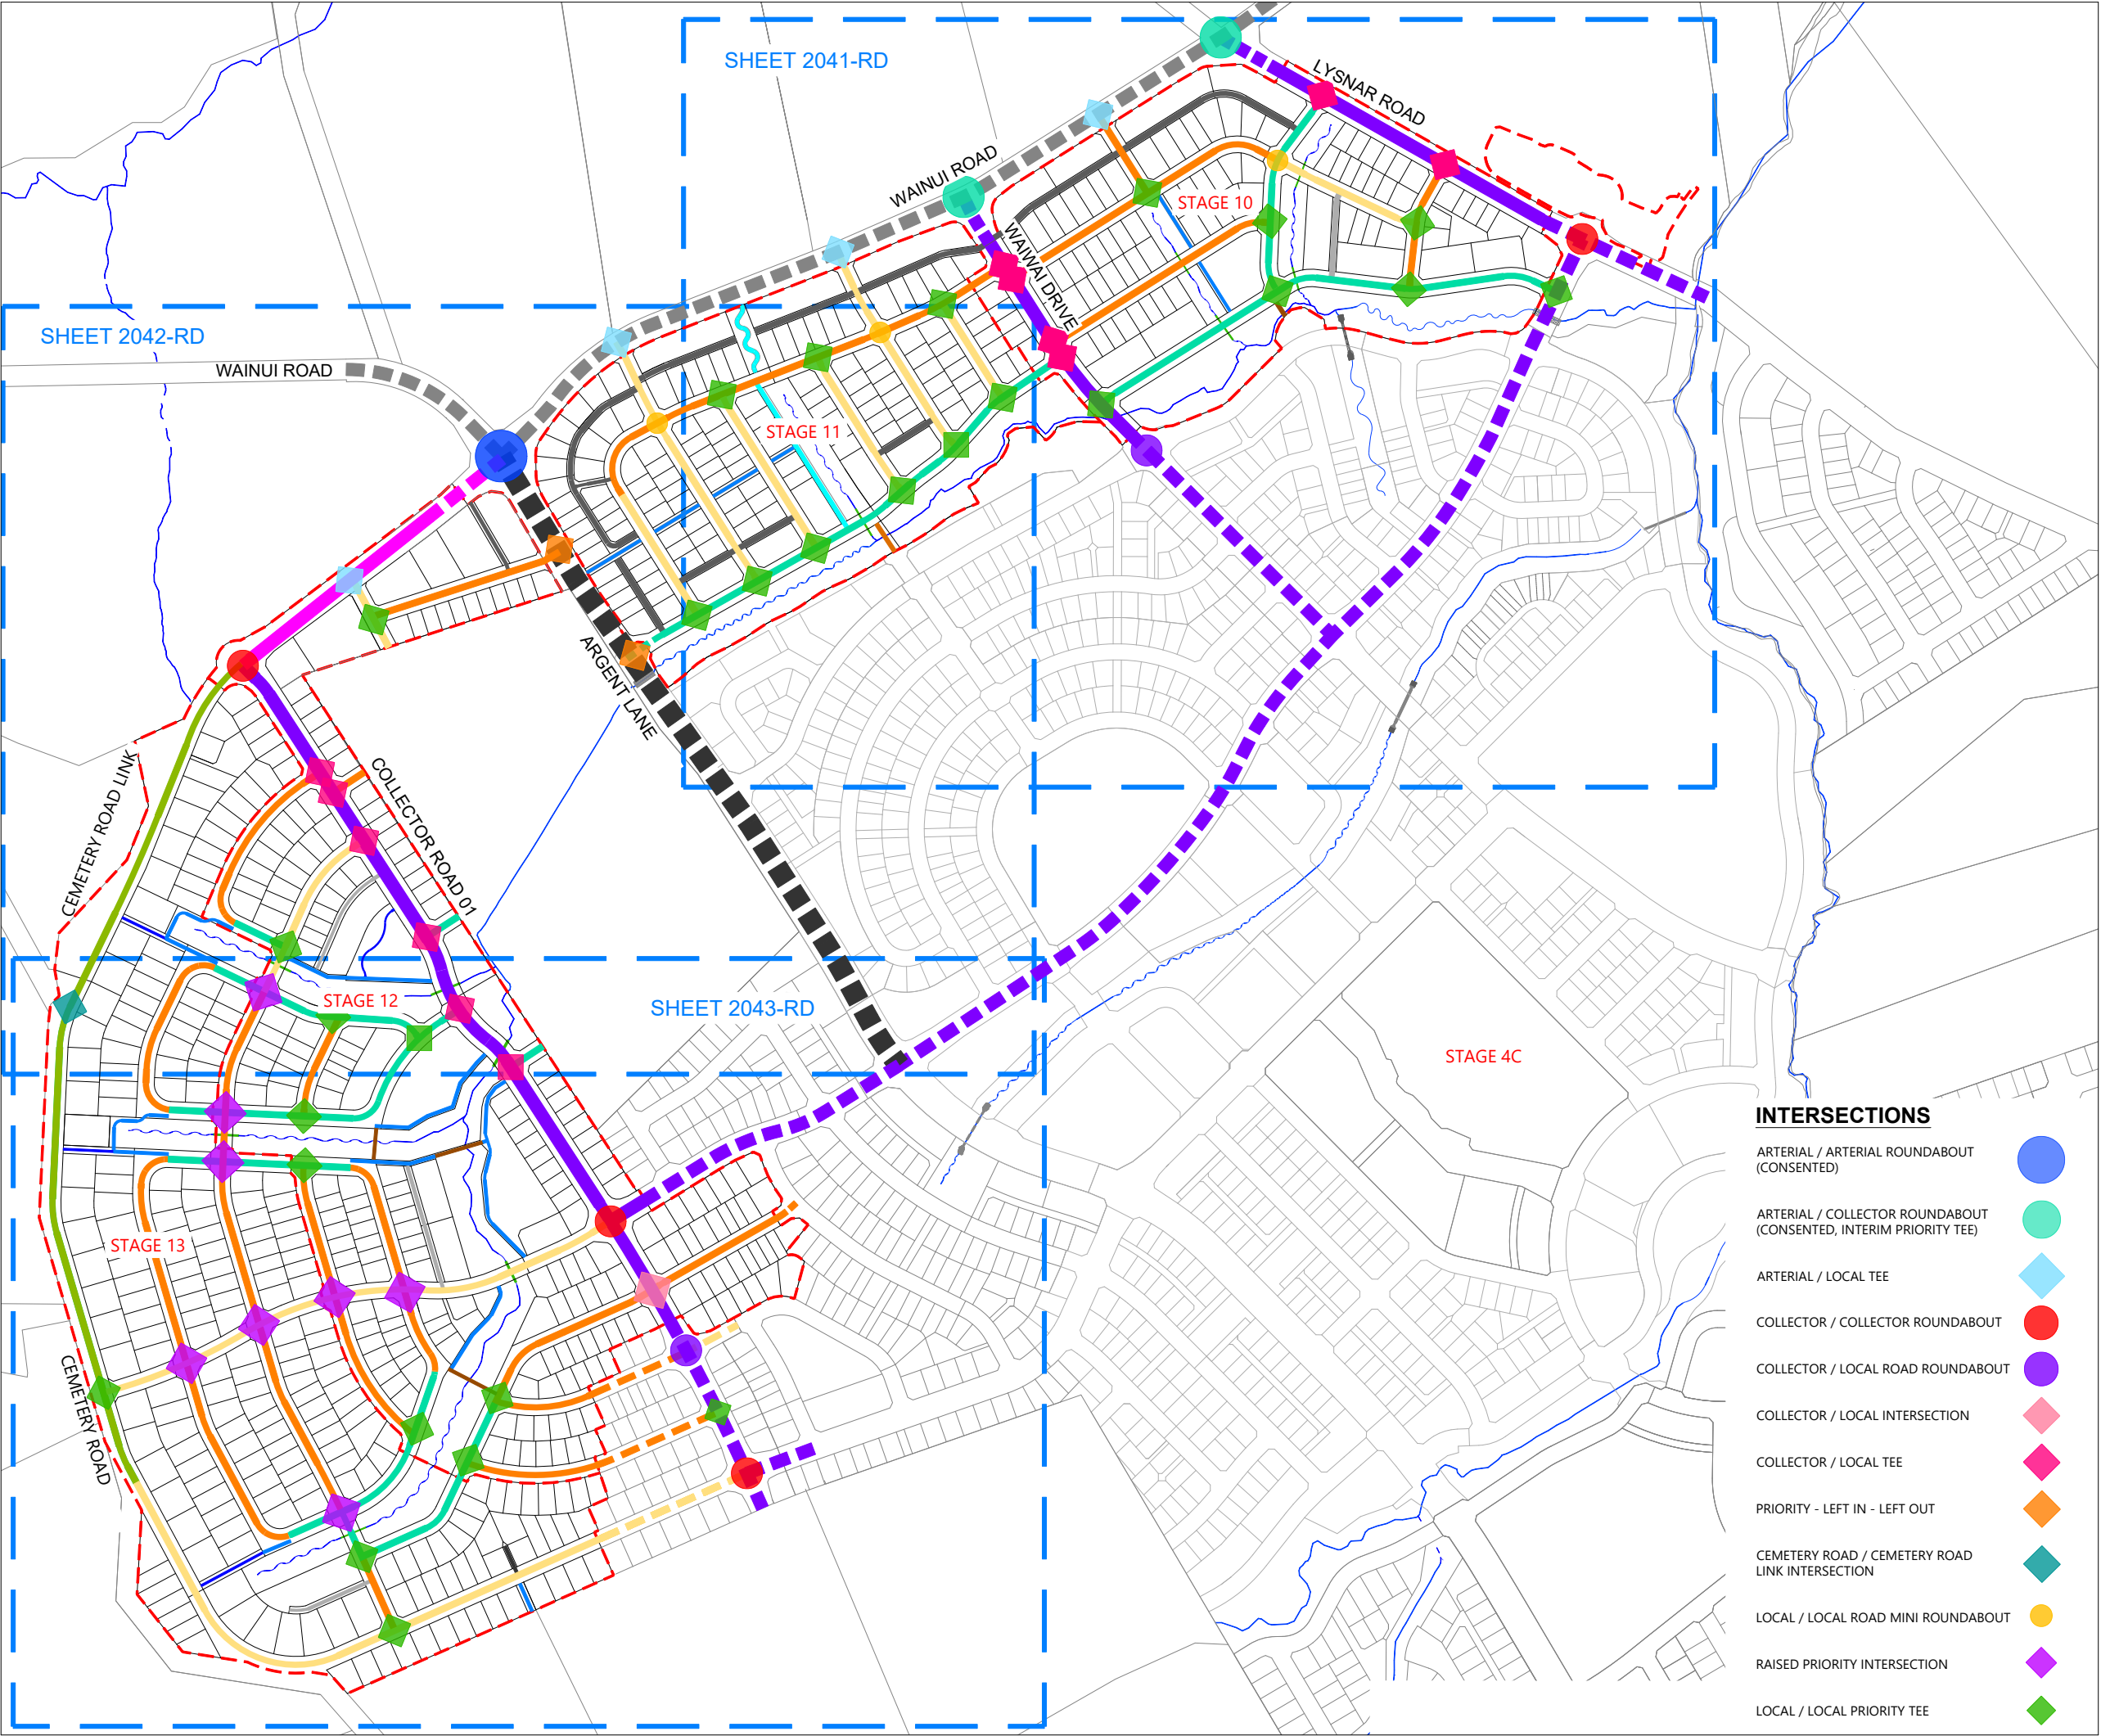 SHEET 2041-RD
LYSNAR ROAD
WAINUI ROAD
STAGE 10
WAIWAI DRIVE
SHEET 2042-RD
WAINUI ROAD
STAGE 11
ARGENT LANE
CEMETERY ROAD LINK
COLLECTOR ROAD 01
STAGE 12
SHEET 2043-RD
STAGE 4C
STAGE 13
CEMETERY ROAD
INTERSECTIONS
ARTERIAL / ARTERIAL ROUNDABOUT
(CONSENTED)
ARTERIAL / COLLECTOR ROUNDABOUT
(CONSENTED, INTERIM PRIORITY TEE)
ARTERIAL / LOCAL TEE
COLLECTOR / COLLECTOR ROUNDABOUT
COLLECTOR / LOCAL ROAD ROUNDABOUT
COLLECTOR / LOCAL INTERSECTION
COLLECTOR / LOCAL TEE
PRIORITY - LEFT IN - LEFT OUT
CEMETERY ROAD / CEMETERY ROAD
LINK INTERSECTION
LOCAL / LOCAL ROAD MINI ROUNDABOUT
RAISED PRIORITY INTERSECTION
LOCAL / LOCAL PRIORITY TEE